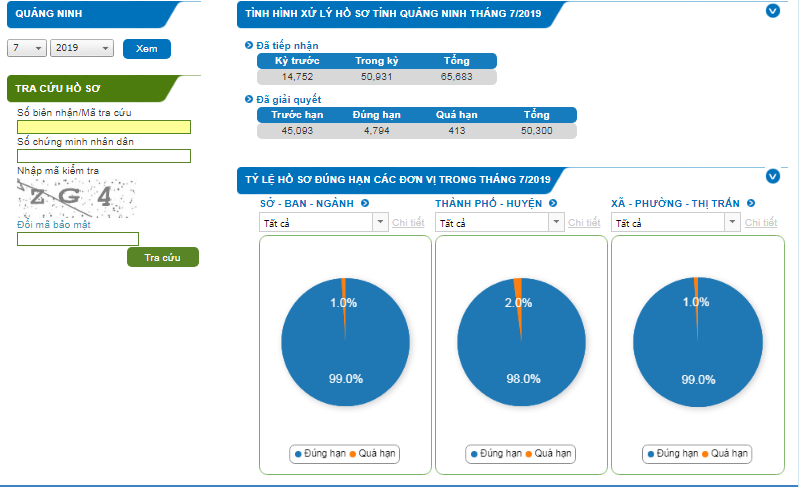 QUẢNG NINH
7
2019
Xem
TRA CỨU HỒ SƠ
Số biên nhận/Mã tra cứu
Số chứng minh nhân dân
Nhập mã kiểm tra
ZG4
Đổi mã bảo mật
Tra cứu
TÌNH HÌNH XỬ LÝ HỒ SƠ TỈNH QUẢNG NINH THÁNG 7/2019
Đã tiếp nhận
Kỳ trước Trong kỳ Tổng
14,752 50,931 65,683
Đã giải quyết
Trước hạn Đúng hạn Quá hạn Tổng
45,093 4,794 413 50,300
TỶ LỆ HỒ SƠ ĐÚNG HẠN CÁC ĐƠN VỊ TRONG THÁNG 7/2019
SỞ - BAN - NGÀNH
Tất cả Chi tiết
1.0%
99.0%
Đúng hạn Quá hạn
THÀNH PHỐ - HUYỆN
Tất cả Chi tiết
2.0%
98.0%
Đúng hạn Quá hạn
XÃ - PHƯỜNG - THỊ TRẤN
Tất cả Chi tiết
1.0%
99.0%
Đúng hạn Quá hạn